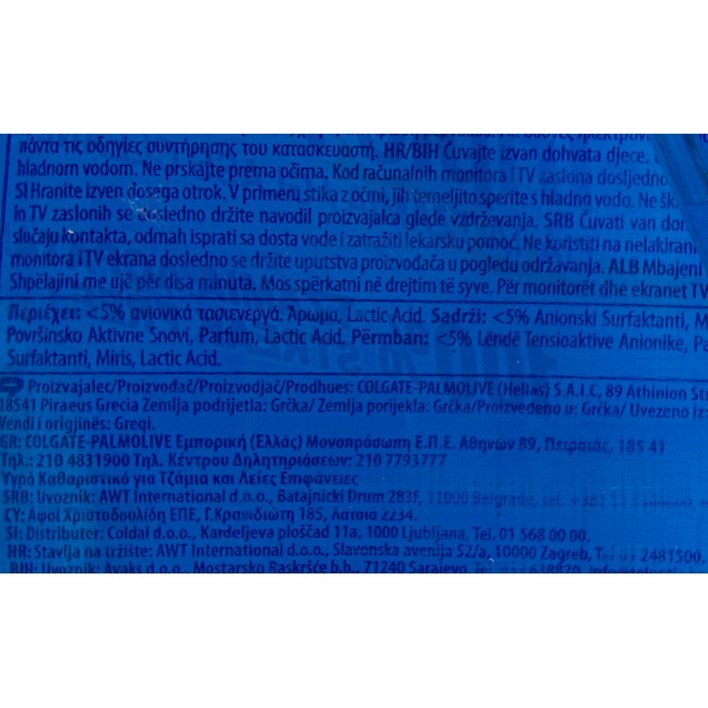 πάντα τις οδηγίες συντήρησης του κατασκευαστή. HR/BIH Čuvajte izvan dohvata djece.
hladnom vodom. Ne prskajte prema očima. Kod računalnih monitora i TV zaslona dosljedno
SI Hranite izven dosega otrok. V primeru stika z očmi, jih temeljito sperite s hladno vodo. Ne šk
in TV zaslonih se dosledno držite navodil proizvajalca glede vzdrževanja. SRB Čuvati van do
slučaju kontakta, odmah isprati sa dosta vode i zatražiti lekarsku pomoć. Ne koristiti na nelakiran
monitora i TV ekrana dosledno se držite uputstva proizvođača u pogledu održavanja. ALB Mbajeni
Shpëlajini me ujë për disa minuta. Mos spërkatni në drejtim të syve. Për monitorët dhe ekranet TV
Περιέχει: <5% ανιονικά τασιενεργά. Άρωμα, Lactic Acid. Sadrži: <5% Anionski Surfaktanti, M
Površinsko Aktivne Snovi, Parfum, Lactic Acid. Përmban: <5% Lëndë Tensioaktive Anionike, Pa
Surfaktanti, Miris, Lactic Acid.
Proizvajalec/Proizvođač/Proizvodjač/Prodhues: COLGATE-PALMOLIVE (Hellas) S.A.I.C, 89 Athinion Str
18541 Piraeus Grecia Zemlja podrijetla: Grčka/ Zemlja porijekla: Grčka/Proizvedeno u: Grčka/ Uvezeno iz:
Vendi i origjinës: Greqi.
GR: COLGATE-PALMOLIVE Εμπορική (Ελλάς) Μονοπρόσωπη Ε.Π.Ε. Αθηνών 89, Πειραιάς, 185 41
Τηλ.: 210 4831900 Τηλ. Κέντρου Δηλητηριάσεων: 210 7793777
Υγρό Καθαριστικό για Τζάμια και Λείες Επιφάνειες
SRB: Uvoznik: AWT International d.o.o., Batajnicki Drum 283F, 11000 Belgrade,
CY: Αφοί Χριστοδουλίδη ΕΠΕ, Γ.Κρανιδιώτη 185, Λατσια 2234.
SI: Distributer: Coldal d.o.o., Kardeljeva ploščad 11a, 1000 Ljubljana, Tel. 01 568 00 00.
HR: Stavlja na tržište: AWT International d.o.o., Slavonska avenija 52/a, 10000 Zagreb, 2481500,
BIH: Uvoznik: Avaks d.o.o., Mostarsko Raskršće b.b., 71240 Sarajevo,